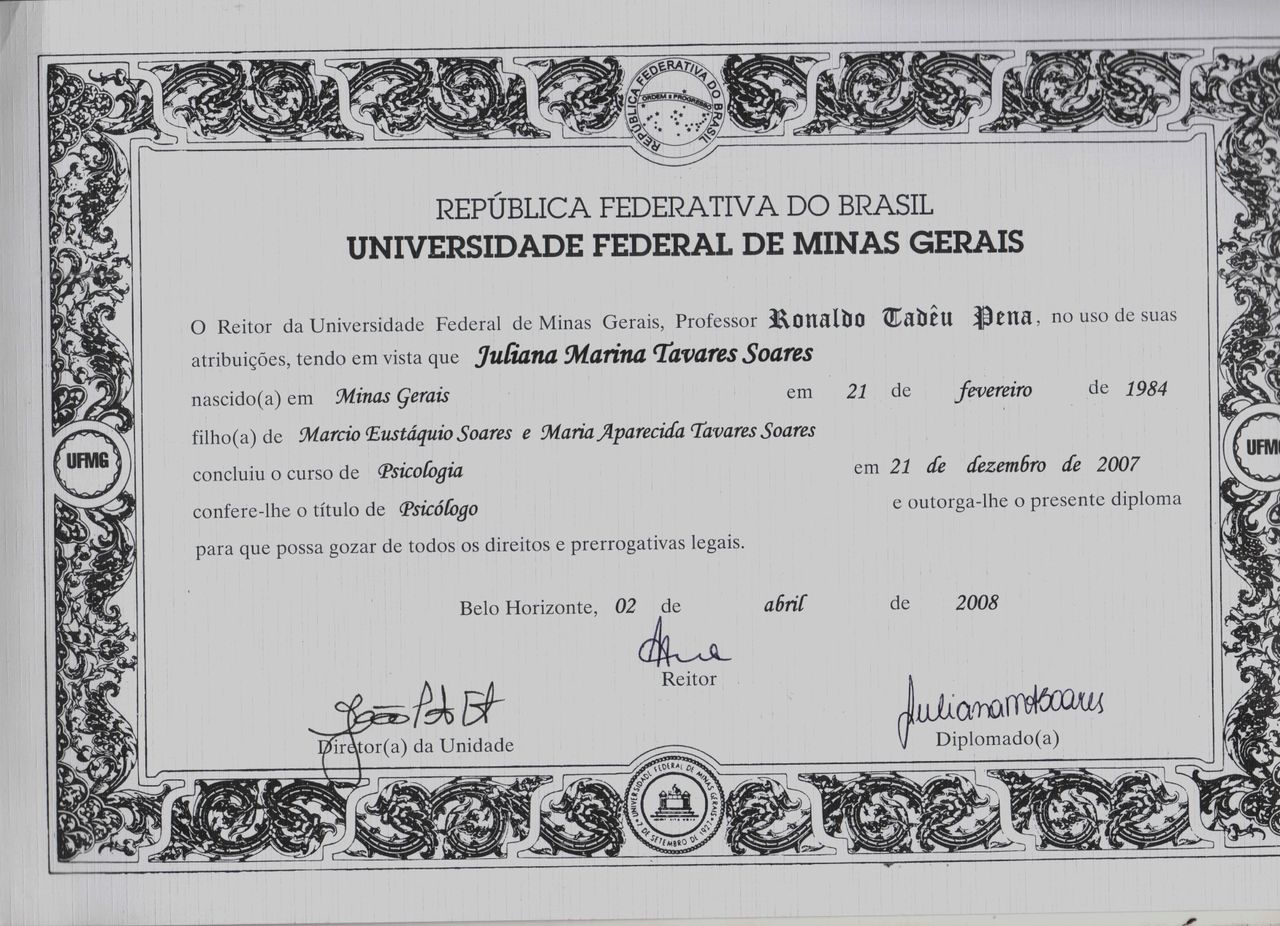 REPÚBLICA FEDERATIVA DO BRASIL
ORDEM E PROGRESSO
REPÚBLICA FEDERATIVA DO BRASIL
UNIVERSIDADE FEDERAL DE MINAS GERAIS
O Reitor da Universidade Federal de Minas Gerais, Professor Ronaldo Tadêu Pena, no uso de suas
atribuições, tendo em vista que Juliana Marina Tavares Soares
nascido(a) em Minas Gerais em 21 de fevereiro de 1984
filho(a) de Marcio Eustáquio Soares e Maria Aparecida Tavares Soares
UFMG
UFMG
concluiu o curso de Psicologia em 21 de dezembro de 2007
confere-lhe o título de Psicólogo e outorga-lhe o presente diploma
para que possa gozar de todos os direitos e prerrogativas legais.
Belo Horizonte, 02 de abril de 2008
Reitor
Diretor(a) da Unidade
Diplomado(a)
UNIVERSIDADE FEDERAL DE MINAS GERAIS
7 DE SETEMBRO DE 1927